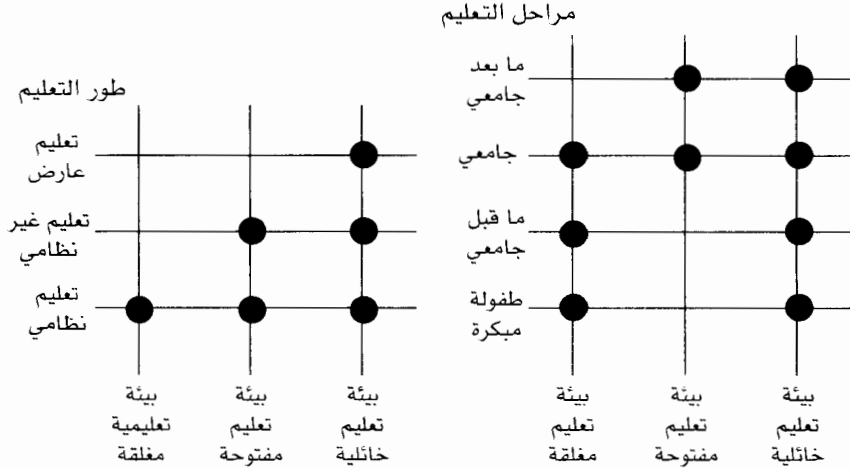 مراحل التعليم
ما بعد
جامعي
جامعي
ما قبل
جامعي
طفولة
مبكرة
بيئة
تعليم
مغلقة
بيئة
تعليم
مفتوحة
بيئة
تعليم
خائلية
طور التعليم
تعليم
عارض
تعليم غير
نظامي
تعليم
نظامي
بيئة
تعليمية
مغلقة
بيئة
تعليم
مفتوحة
بيئة
تعليم
خائلية